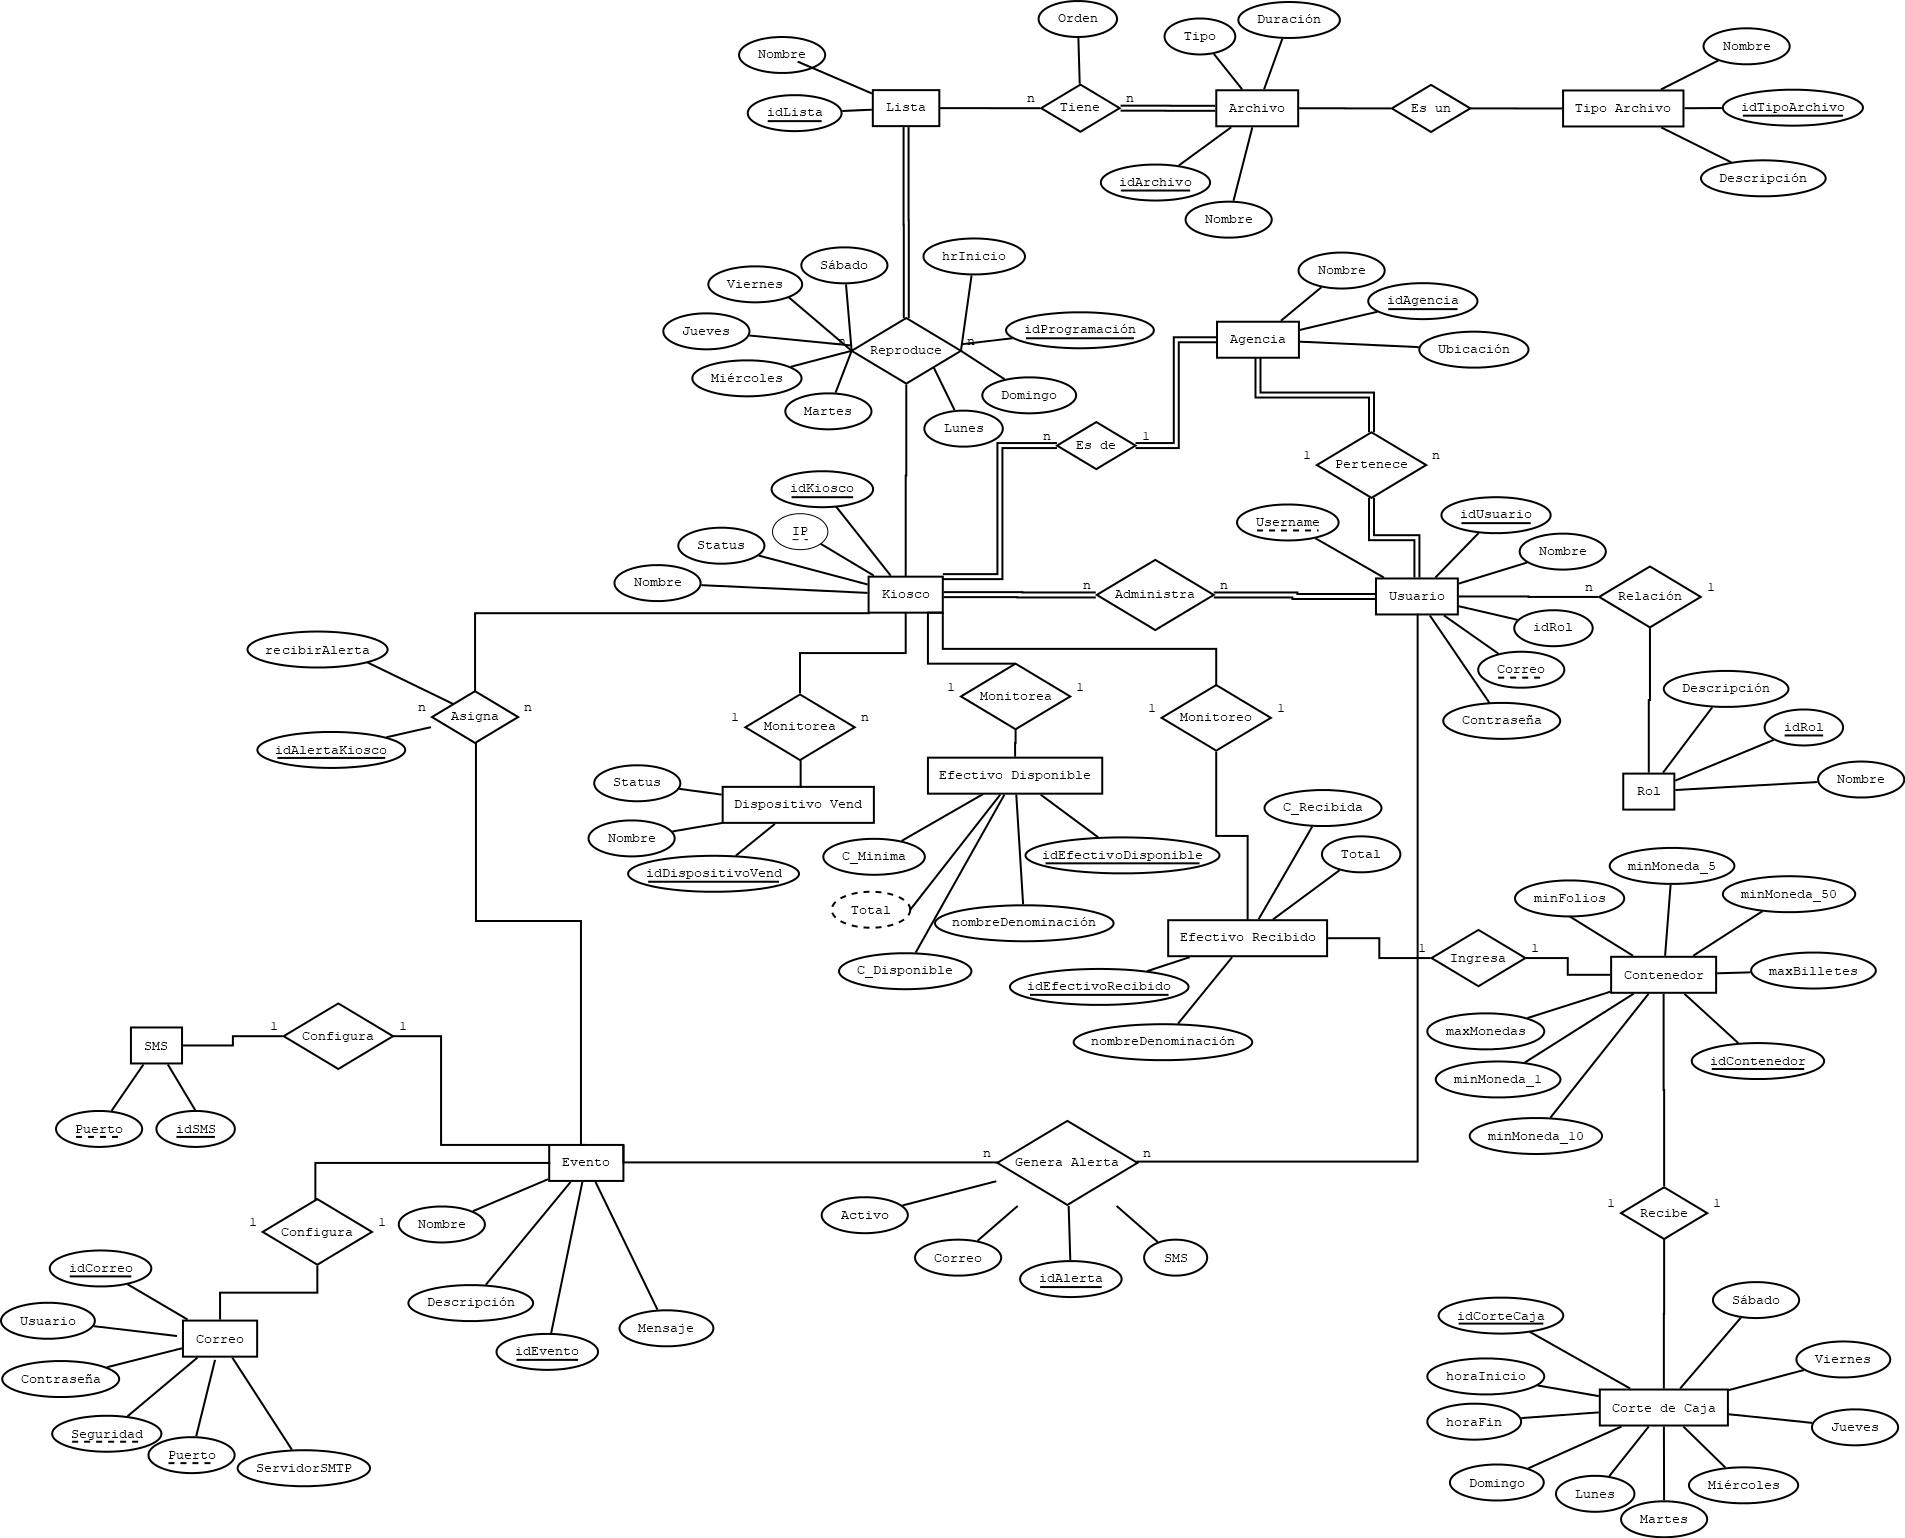 Orden
Duración
Tipo
Nombre
Nombre
Lista
n
Tiene
n
Archivo
Es un
Tipo Archivo
idTipoArchivo
idLista
idArchivo
Descripción
Nombre
Sábado
hrInicio
Nombre
Viernes
idAgencia
Jueves
n
Reproduce
n
idProgramación
Agencia
Ubicación
Miércoles
Domingo
Martes
Lunes
n
Es de
1
1
Pertenece
n
idKiosco
IP
Username
idUsuario
Status
Nombre
Nombre
Kiosco
n
Administra
n
Usuario
n
Relación
1
idRol
recibirAlerta
Correo
n
Asigna
n
1
Monitorea
n
1
Monitorea
1
1
Monitoreo
1
Contraseña
Descripción
idRol
idAlertaKiosco
Status
Dispositivo Vend
Efectivo Disponible
Rol
Nombre
Nombre
C_Recibida
Total
idDispositivoVend
C_Minima
idEfectivoDisponible
minMoneda_5
Total
nombreDenominación
minFolios
minMoneda_50
C_Disponible
Efectivo Recibido
1
Ingresa
1
Contenedor
maxBilletes
idEfectivoRecibido
SMS
1
Configura
1
nombreDenominación
maxMonedas
idContenedor
minMoneda_1
Puerto
idSMS
minMoneda_10
Evento
n
Genera Alerta
n
1
Configura
1
Nombre
Activo
1
Recibe
1
idCorreo
Correo
idAlerta
SMS
Usuario
Descripción
Correo
idEvento
Mensaje
idCorteCaja
Sábado
Contraseña
horaInicio
Viernes
Seguridad
Puerto
ServidorSMTP
horaFin
Corte de Caja
Jueves
Domingo
Lunes
Martes
Miércoles